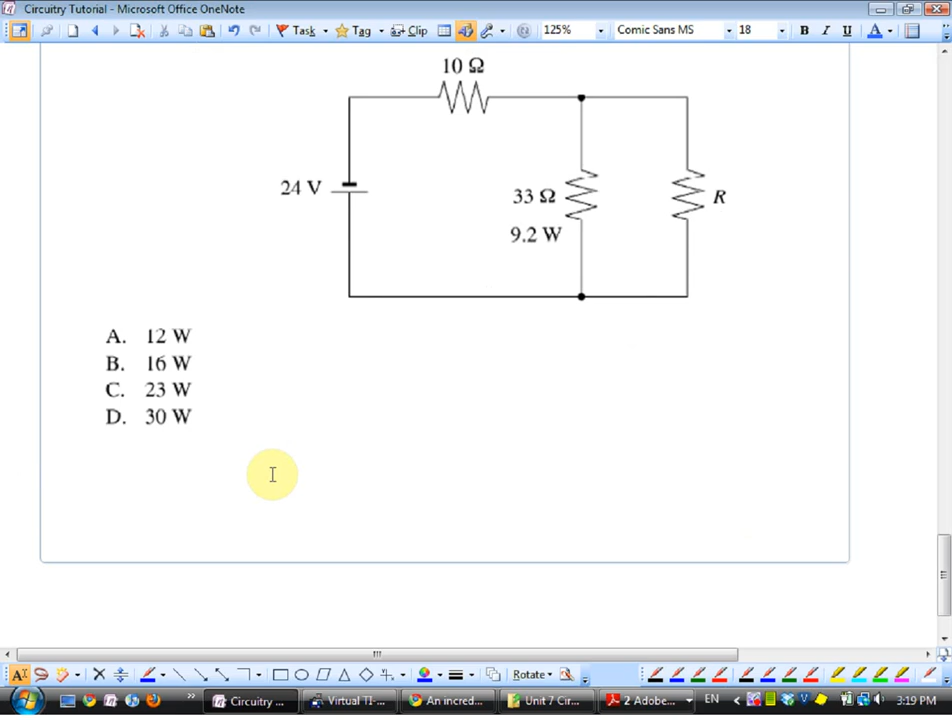 Circuitry Tutorial - Microsoft Office OneNote
Task Tag Clip 125% Comic Sans MS 18 B I U A
10 Ω
24 V
33 Ω
R
9.2 W
A. 12 W
B. 16 W
C. 23 W
D. 30 W
Rotate
Circuitry ... Virtual TI-... An incred... Unit 7 Cir... 2 Adobe... EN 3:19 PM